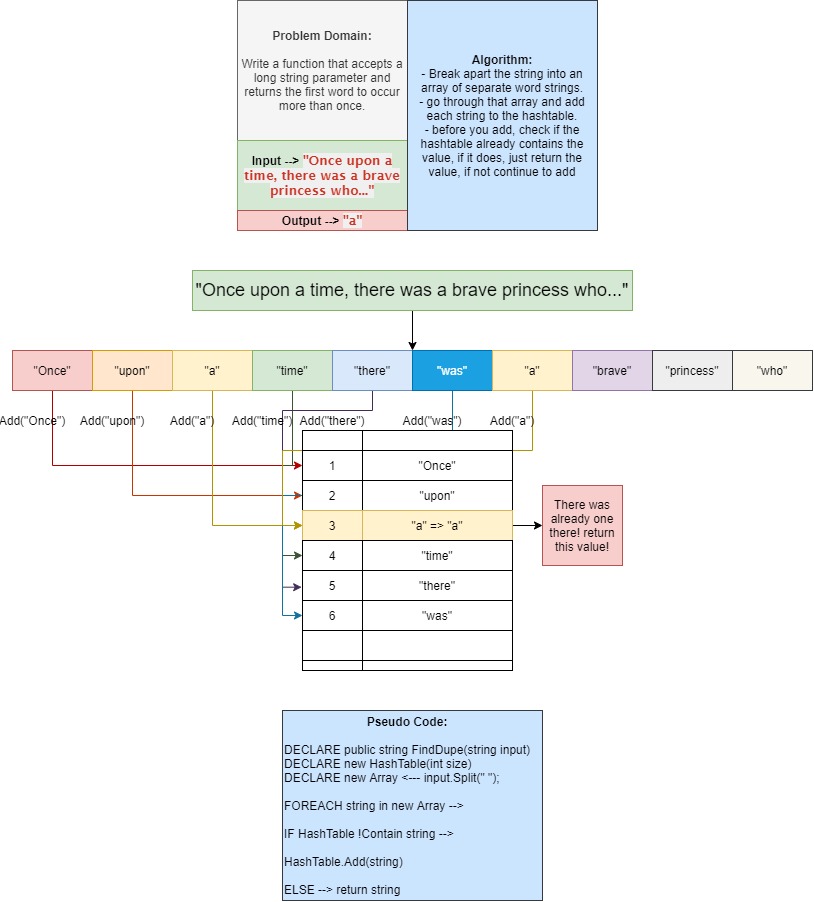 Problem Domain:
Write a function that accepts a
long string parameter and
returns the first word to occur
more than once.
Input --> "Once upon a
time, there was a brave
princess who..."
Output --> "a"
Algorithm:
- Break apart the string into an
array of separate word strings.
- go through that array and add
each string to the hashtable.
- before you add, check if the
hashtable already contains the
value, if it does, just return the
value, if not continue to add
"Once upon a time, there was a brave princess who..."
"Once" "upon" "a" "time" "there" "was" "a" "brave" "princess" "who"
Add("Once") Add("upon") Add("a") Add("time") Add("there") Add("was") Add("a")
1 "Once"
2 "upon"
3 "a" => "a"
4 "time"
5 "there"
6 "was"
There was
already one
there! return
this value!
Pseudo Code:
DECLARE public string FindDupe(string input)
DECLARE new HashTable(int size)
DECLARE new Array <--- input.Split(" ");
FOREACH string in new Array -->
IF HashTable !Contain string -->
HashTable.Add(string)
ELSE --> return string